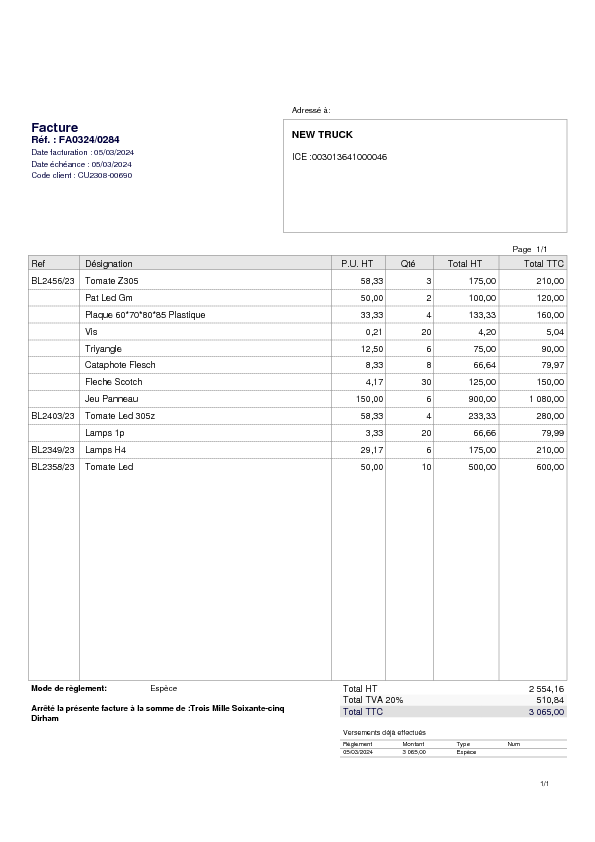 Adressé à:
Facture
Réf. : FA0324/0284
Date facturation : 05/03/2024
Date échéance : 05/03/2024
Code client : CU2308-00690
NEW TRUCK
ICE :003013641000046
Page 1/1
Ref Désignation P.U. HT Qté Total HT Total TTC
BL2456/23 Tomate Z305 58,33 3 175,00 210,00
Pat Led Gm 50,00 2 100,00 120,00
Plaque 60*70*80*85 Plastique 33,33 4 133,33 160,00
Vis 0,21 20 4,20 5,04
Triyangle 12,50 6 75,00 90,00
Cataphote Flesch 8,33 8 66,64 79,97
Fleche Scotch 4,17 30 125,00 150,00
Jeu Panneau 150,00 6 900,00 1 080,00
BL2403/23 Tomate Led 305z 58,33 4 233,33 280,00
Lamps 1p 3,33 20 66,66 79,99
BL2349/23 Lamps H4 29,17 6 175,00 210,00
BL2358/23 Tomate Led 50,00 10 500,00 600,00
Mode de règlement: Espèce
Arrêté la présente facture à la somme de :Trois Mille Soixante-cinq
Dirham
Total HT 2 554,16
Total TVA 20% 510,84
Total TTC 3 065,00
Versements déjà effectués
Règlement Montant Type Num
05/03/2024 3 065,00 Espèce
1/1